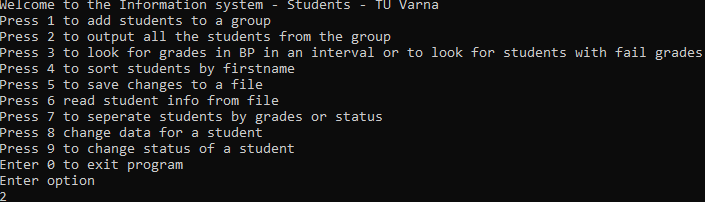 Welcome to the Information system - Students - TU Varna
Press 1 to add students to a group
Press 2 to output all the students from the group
Press 3 to look for grades in BP in an interval or to look for students with fail grades
Press 4 to sort students by firstname
Press 5 to save changes to a file
Press 6 read student info from file
Press 7 to seperate students by grades or status
Press 8 change data for a student
Press 9 to change status of a student
Enter 0 to exit program
Enter option
2